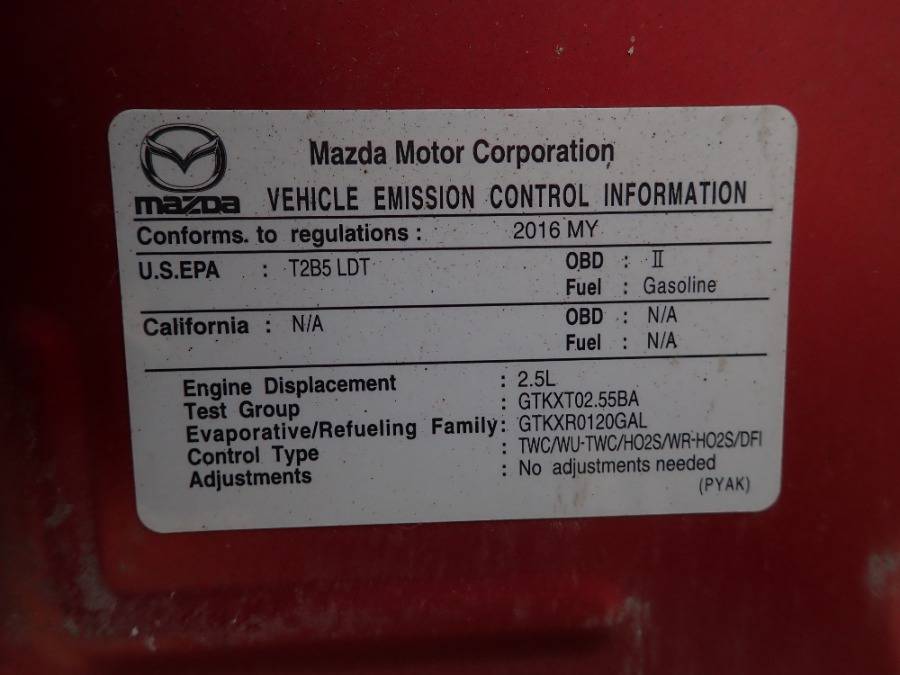 mazda
Mazda Motor Corporation
VEHICLE EMISSION CONTROL INFORMATION
Conforms. to regulations : 2016 MY
U.S.EPA : T2B5 LDT OBD : II
Fuel : Gasoline
California : N/A OBD : N/A
Fuel : N/A
Engine Displacement : 2.5L
Test Group : GTKXT02.55BA
Evaporative/Refueling Family : GTKXR0120GAL
Control Type : TWC/WU-TWC/HO2S/WR-HO2S/DFI
Adjustments : No adjustments needed
(PYAK)